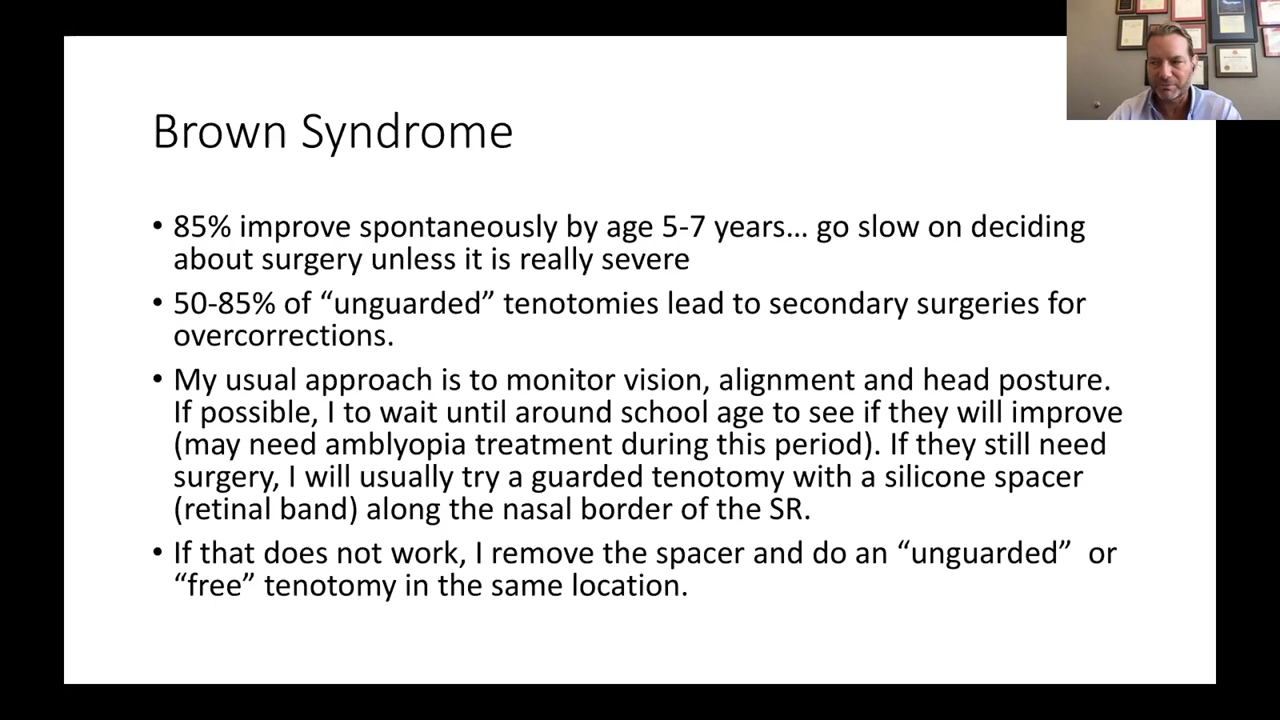 Brown Syndrome
• 85% improve spontaneously by age 5-7 years... go slow on deciding
about surgery unless it is really severe
• 50-85% of “unguarded” tenotomies lead to secondary surgeries for
overcorrections.
• My usual approach is to monitor vision, alignment and head posture.
If possible, I to wait until around school age to see if they will improve
(may need amblyopia treatment during this period). If they still need
surgery, I will usually try a guarded tenotomy with a silicone spacer
(retinal band) along the nasal border of the SR.
• If that does not work, I remove the spacer and do an “unguarded”  or
“free” tenotomy in the same location.